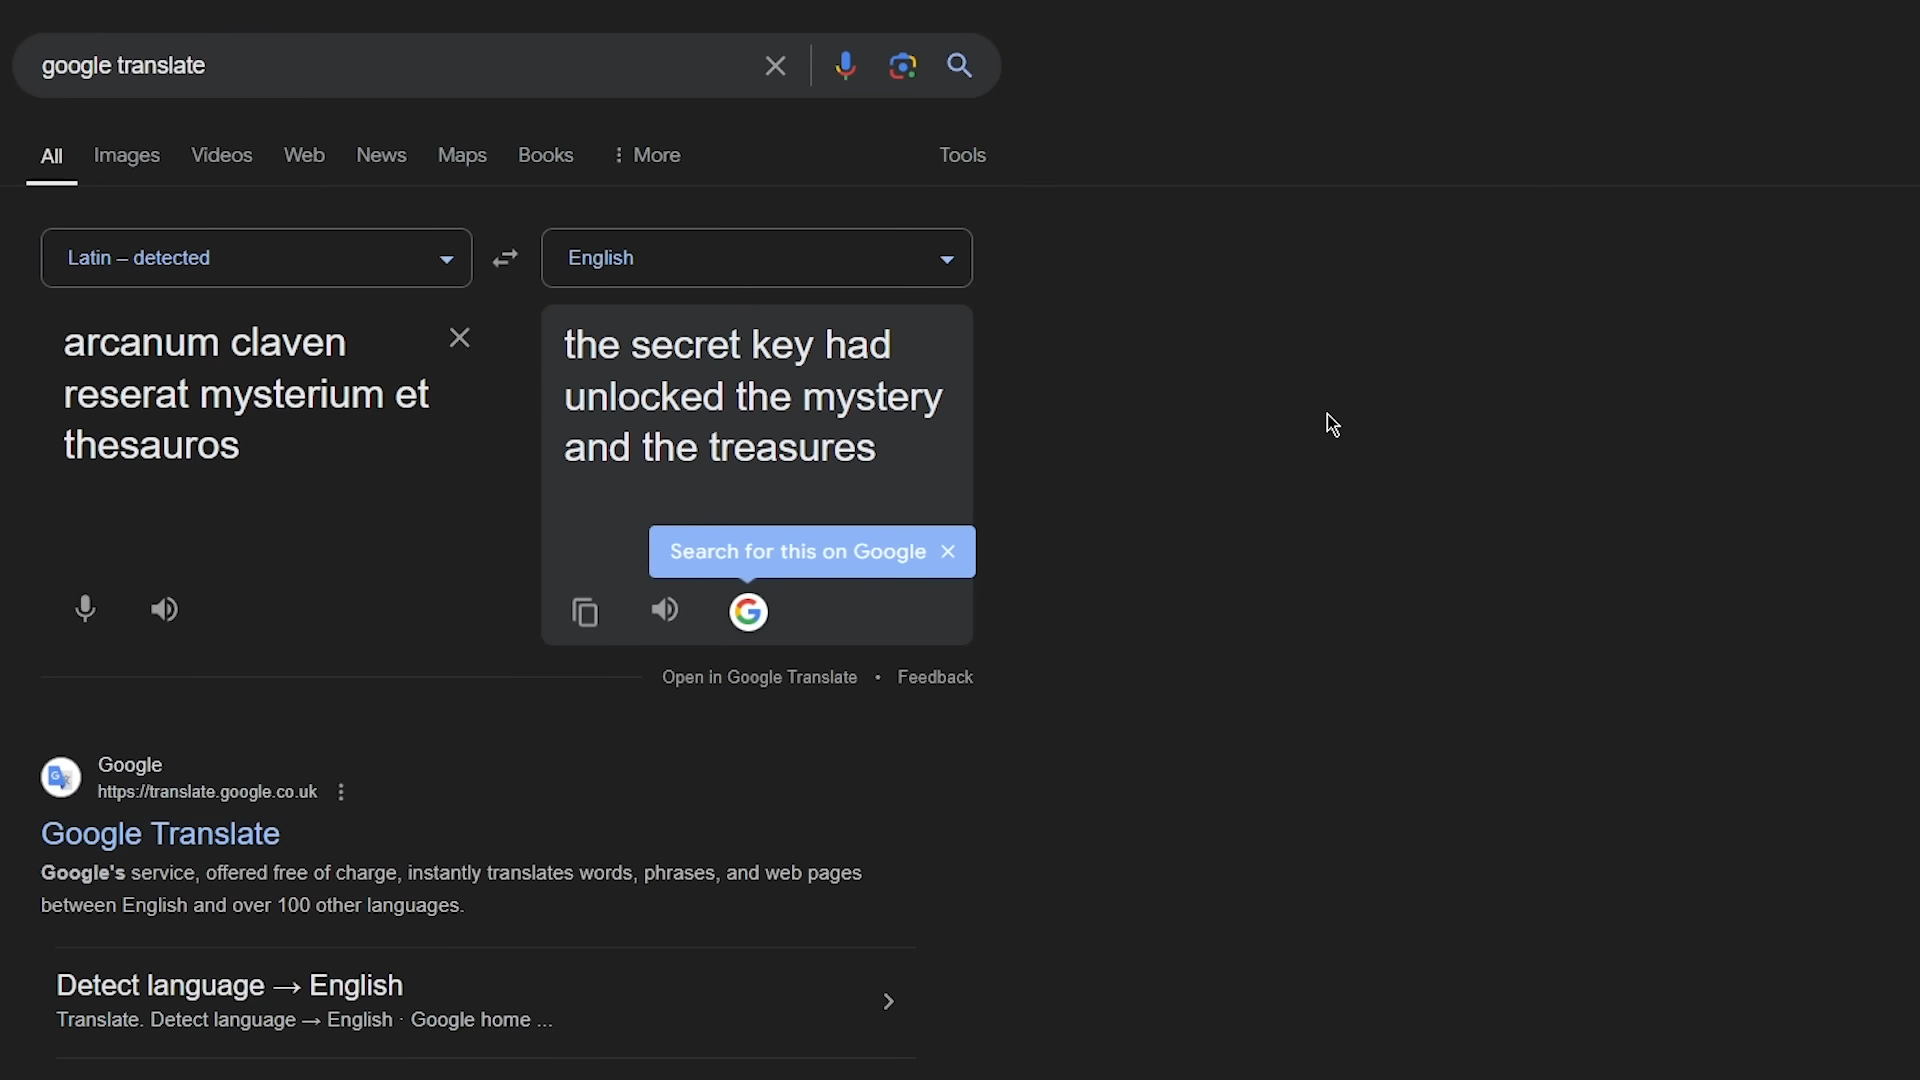 google translate
All Images Videos Web News Maps Books More Tools
Latin – detected
English
arcanum claven
reserat mysterium et
thesauros
the secret key had
unlocked the mystery
and the treasures
Search for this on Google
Open in Google Translate • Feedback
Google
https://translate.google.co.uk
Google Translate
Google's service, offered free of charge, instantly translates words, phrases, and web pages
between English and over 100 other languages.
Detect language → English
Translate. Detect language → English · Google home ...